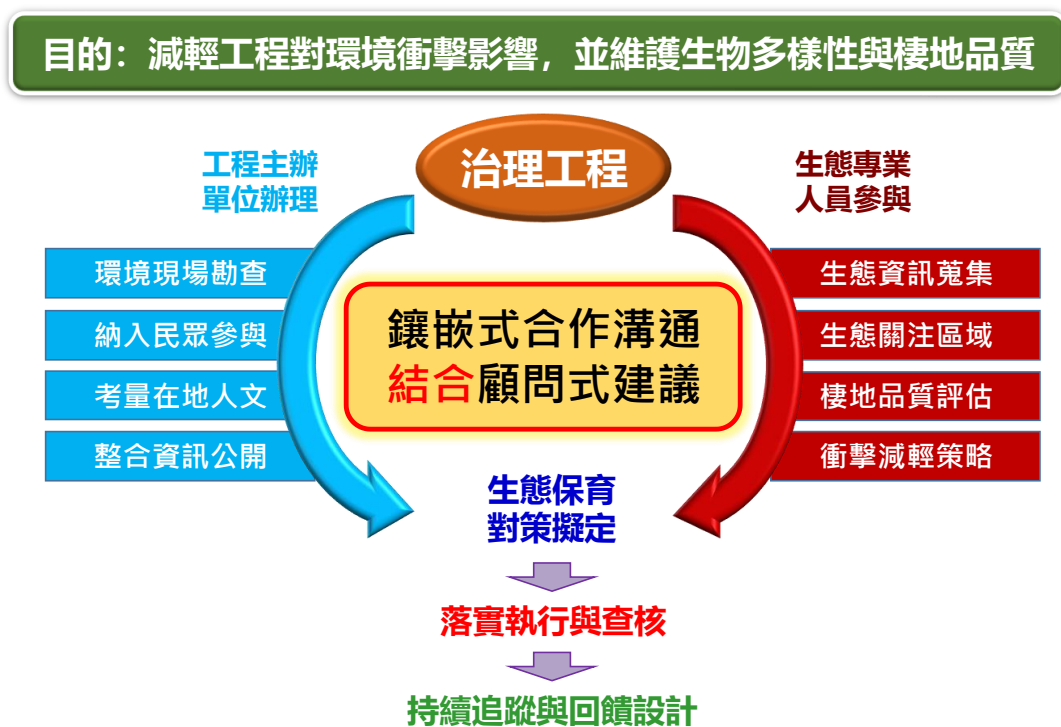 目的：減輕工程對環境衝擊影響，並維護生物多樣性與棲地品質
治理工程
工程主辦
單位辦理
環境現場勘查
納入民眾參與
考量在地人文
整合資訊公開
鑲嵌式合作溝通
結合顧問式建議
生態專業
人員參與
生態資訊蒐集
生態關注區域
棲地品質評估
衝擊減輕策略
生態保育
對策擬定
落實執行與查核
持續追蹤與回饋設計